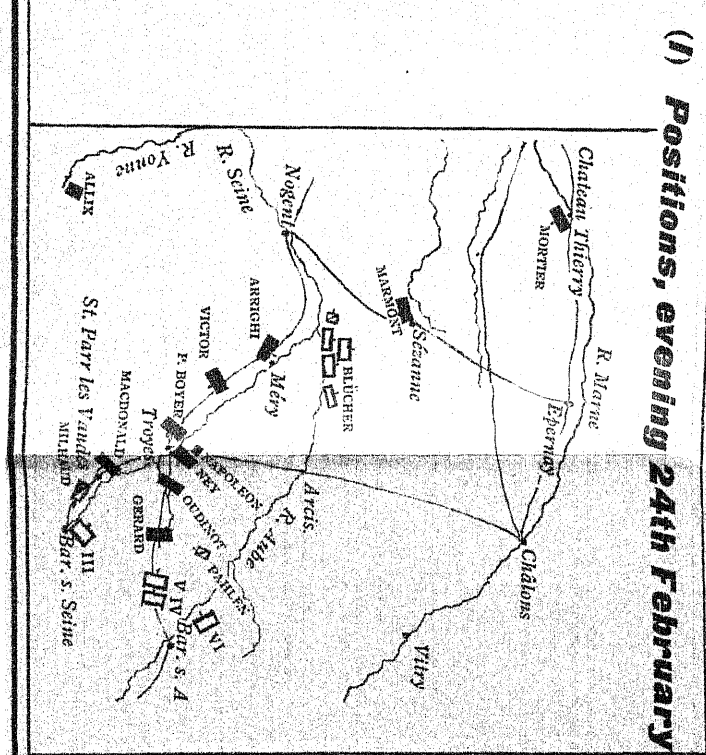 (I) Positions, evening 24th February
Chateau Thierry
R. Marne
MORTIER
Epernay
Châlons
Vitry
MARMONT
Sézanne
Nogent
R. Seine
R. Yonne
ALLIX
BLÜCHER
ARRIGHI
Méry
VICTOR
Pe BOYER
Arcis
R. Aube
NAPOLEON
NEY
Troyes
OUDINOT
PAHLEN
VI
MACDONALD
GERARD
V IV
Bar. s. A
St. Parr les Vaudes
MILHAUD
III
Bar. s. Seine